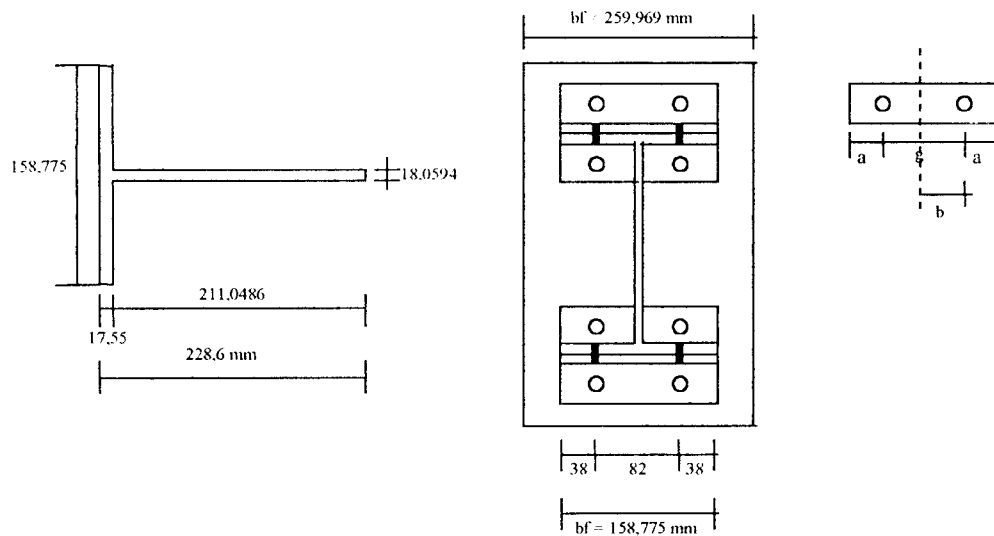 bf = 259,969 mm
158,775
18,0594
211,0486
17,55
228,6 mm
a
g
a
b
38
82
38
bf = 158,775 mm